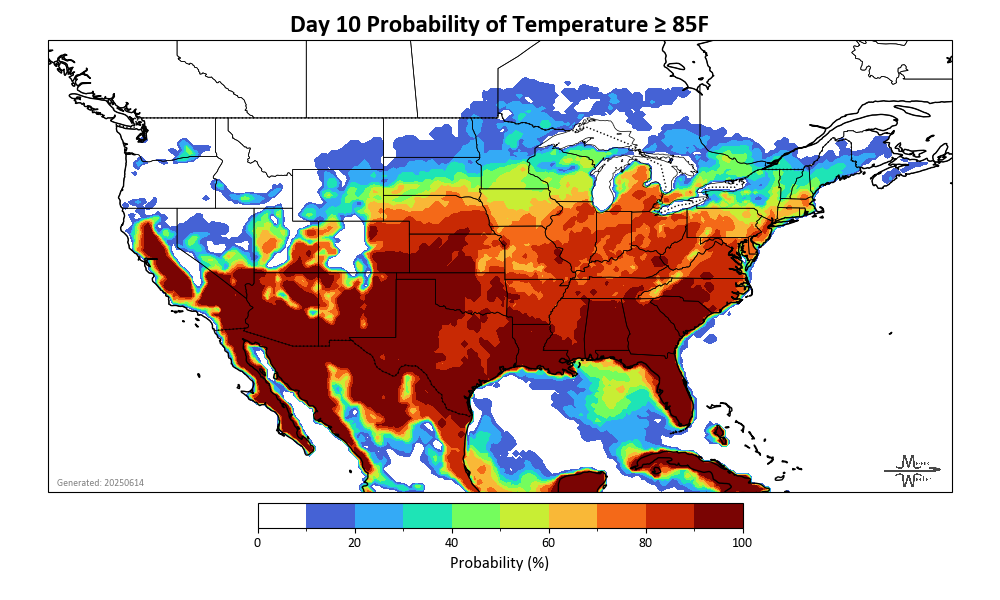 Day 10 Probability of Temperature ≥ 85F
Generated: 20250614
0 20 40 60 80 100
Probability (%)